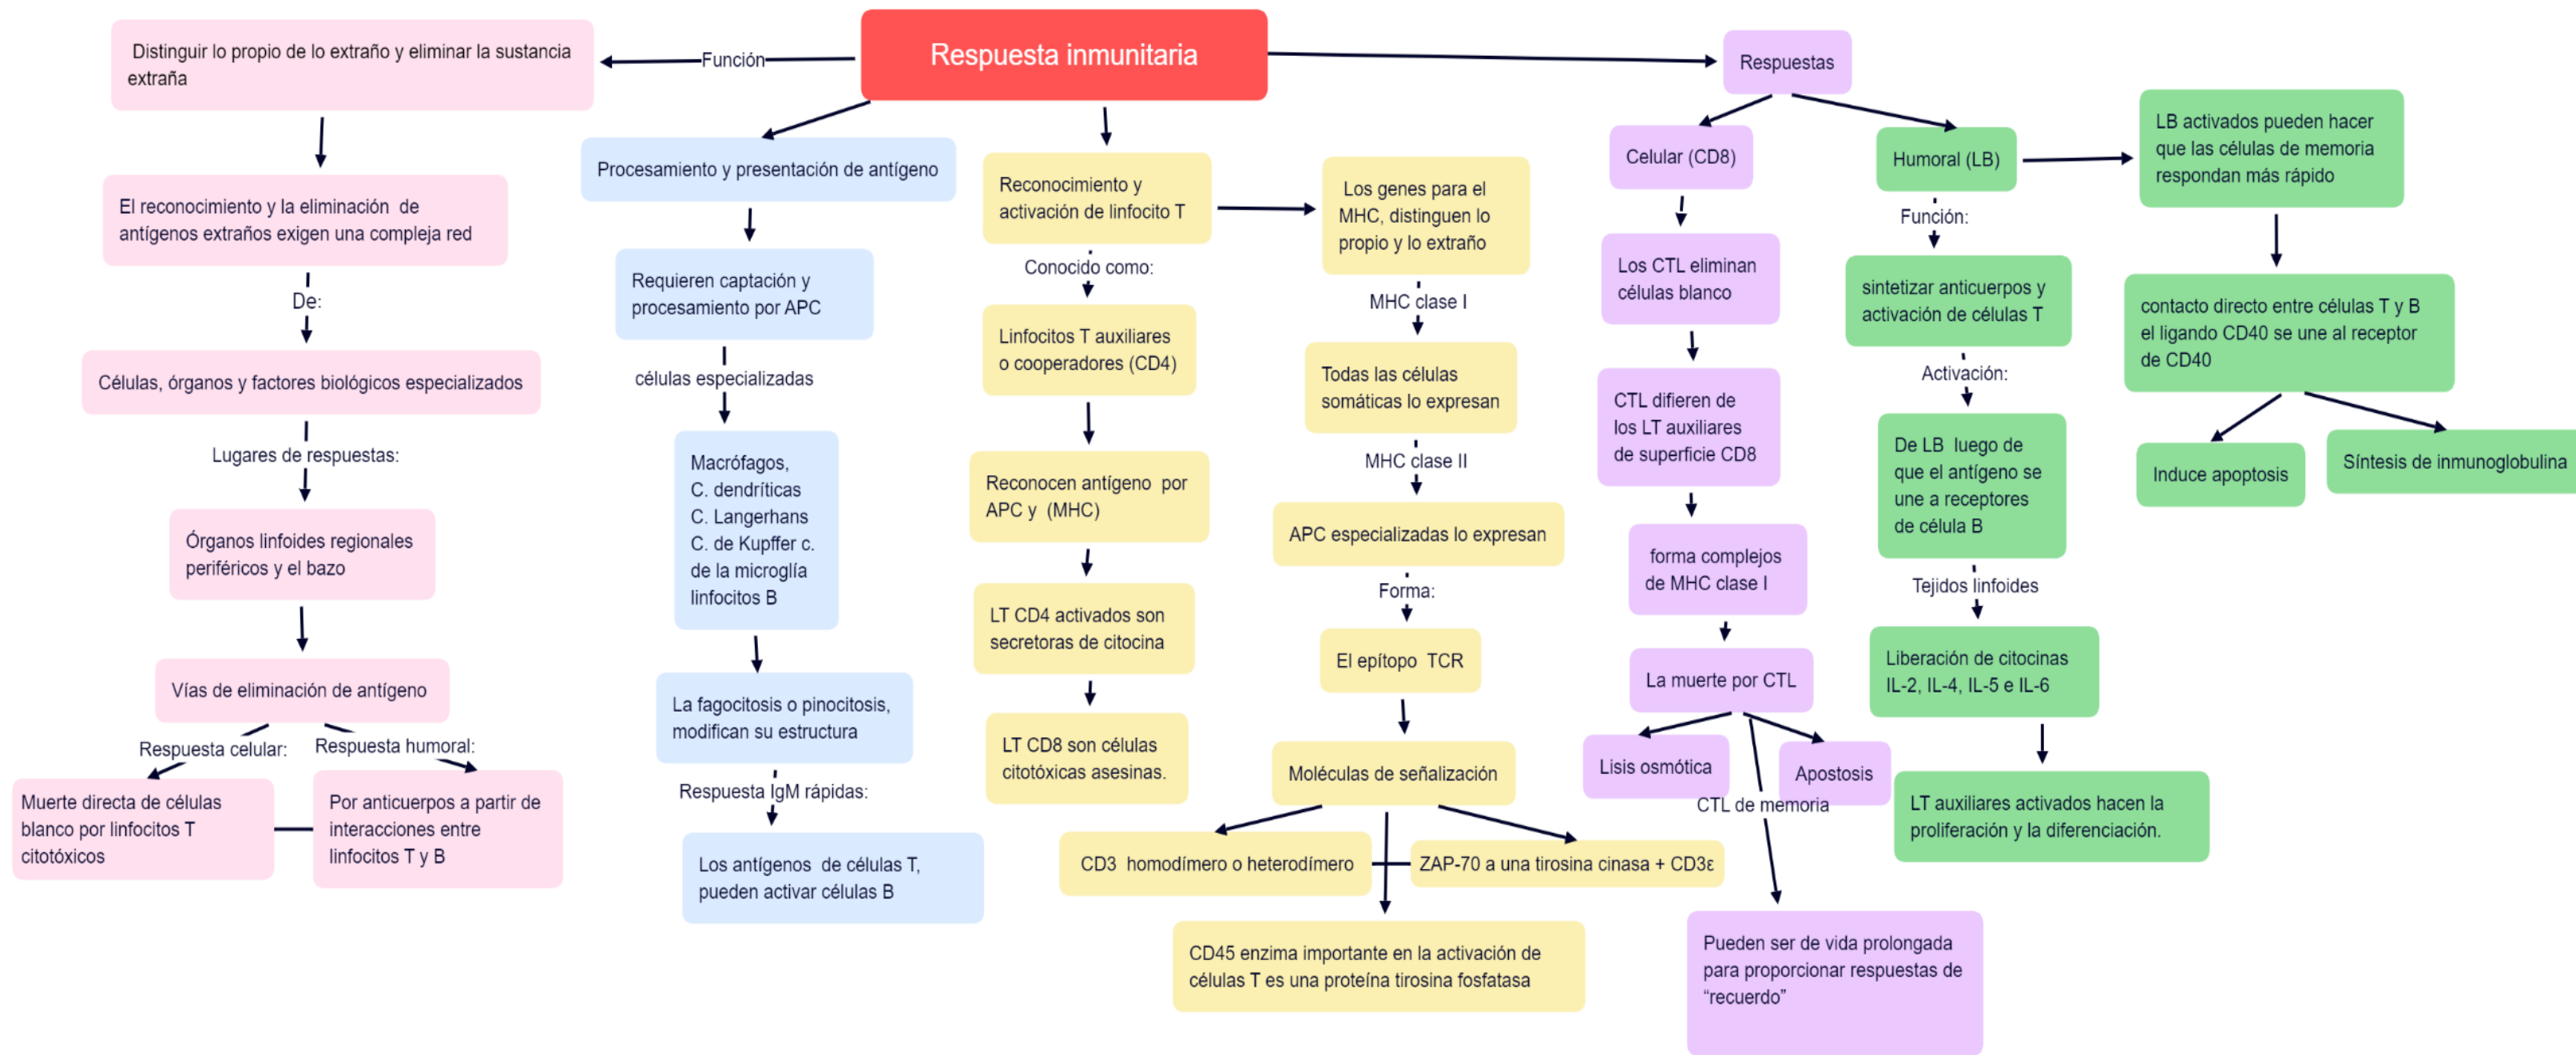 Respuesta inmunitaria
Función
Distinguir lo propio de lo extraño y eliminar la sustancia
extraña
El reconocimiento y la eliminación de
antígenos extraños exigen una compleja red
De:
Células, órganos y factores biológicos especializados
Lugares de respuestas:
Órganos linfoides regionales
periféricos y el bazo
Vías de eliminación de antígeno
Respuesta celular:
Muerte directa de células
blanco por linfocitos T
citotóxicos
Respuesta humoral:
Por anticuerpos a partir de
interacciones entre
linfocitos T y B
Procesamiento y presentación de antígeno
Requieren captación y
procesamiento por APC
células especializadas
Macrófagos,
C. dendríticas
C. Langerhans
C. de Kupffer c.
de la microglía
linfocitos B
La fagocitosis o pinocitosis,
modifican su estructura
Respuesta IgM rápidas:
Los antígenos de células T,
pueden activar células B
Reconocimiento y
activación de linfocito T
Conocido como:
Linfocitos T auxiliares
o cooperadores (CD4)
Reconocen antígeno por
APC y (MHC)
LT CD4 activados son
secretoras de citocina
LT CD8 son células
citotóxicas asesinas.
Los genes para el
MHC, distinguen lo
propio y lo extraño
MHC clase I
Todas las células
somáticas lo expresan
MHC clase II
APC especializadas lo expresan
Forma:
El epítopo TCR
Moléculas de señalización
CD3 homodímero o heterodímero
ZAP-70 a una tirosina cinasa + CD3ε
CD45 enzima importante en la activación de
células T es una proteína tirosina fosfatasa
Respuestas
Celular (CD8)
Los CTL eliminan
células blanco
CTL difieren de
los LT auxiliares
de superficie CD8
forma complejos
de MHC clase I
La muerte por CTL
Lisis osmótica
Apostosis
CTL de memoria
Pueden ser de vida prolongada
para proporcionar respuestas de
“recuerdo”
Humoral (LB)
Función:
sintetizar anticuerpos y
activación de células T
Activación:
De LB luego de
que el antígeno se
une a receptores
de célula B
Tejidos linfoides
Liberación de citocinas
IL-2, IL-4, IL-5 e IL-6
LT auxiliares activados hacen la
proliferación y la diferenciación.
LB activados pueden hacer
que las células de memoria
respondan más rápido
contacto directo entre células T y B
el ligando CD40 se une al receptor
de CD40
Induce apoptosis
Síntesis de inmunoglobulina